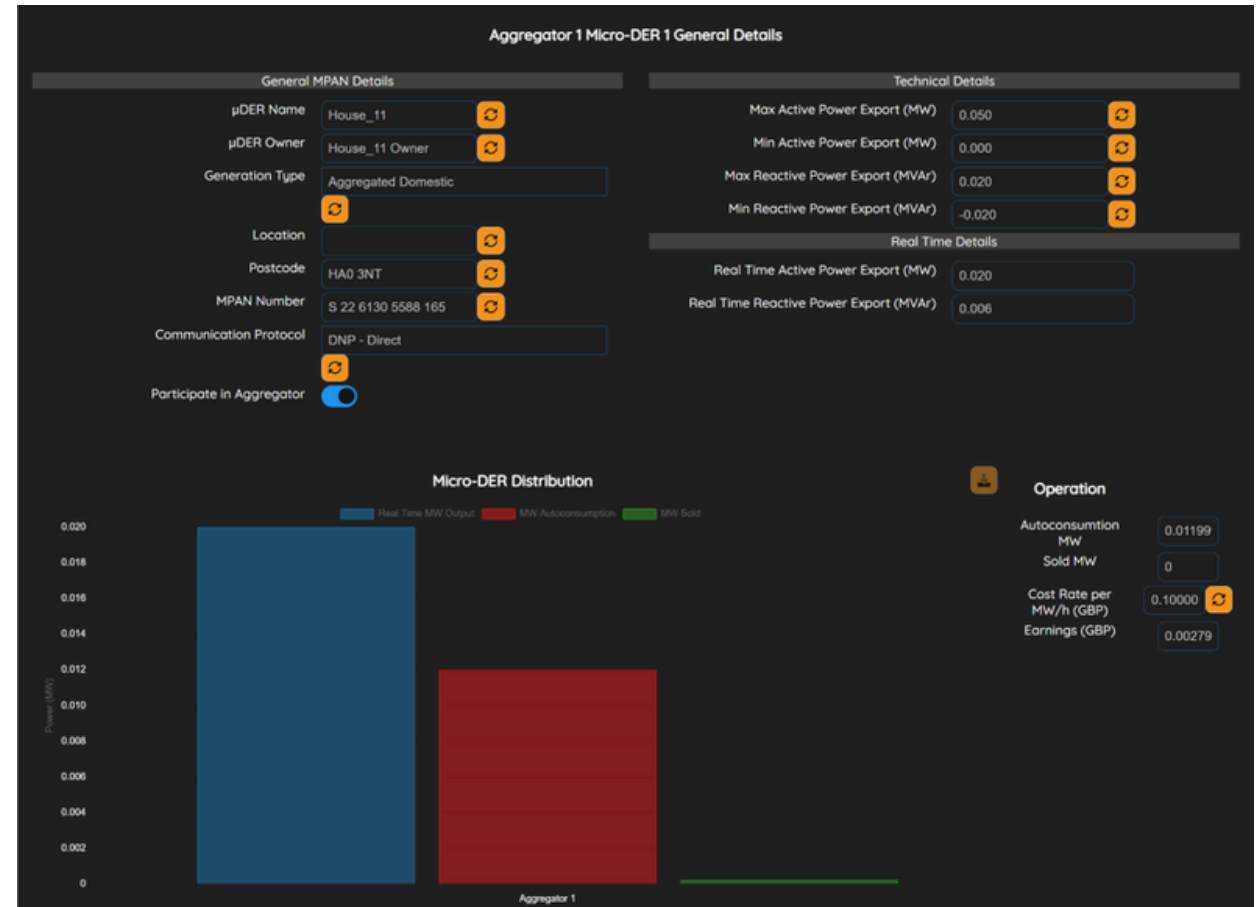 Aggregator 1 Micro-DER 1 General Details
General MPAN Details
µDER Name House_11
µDER Owner House_11 Owner
Generation Type Aggregated Domestic
Location
Postcode HA0 3NT
MPAN Number S 22 6130 5588 165
Communication Protocol DNP - Direct
Participate in Aggregator
Technical Details
Max Active Power Export (MW) 0.050
Min Active Power Export (MW) 0.000
Max Reactive Power Export (MVAr) 0.020
Min Reactive Power Export (MVAr) -0.020
Real Time Details
Real Time Active Power Export (MW) 0.020
Real Time Reactive Power Export (MVAr) 0.006
Micro-DER Distribution
Real Time MW Output MW Autoconsumption MW Sold
Power (MW)
0.020
0.018
0.016
0.014
0.012
0.010
0.008
0.006
0.004
0.002
0
Aggregator 1
Operation
Autoconsumtion
MW 0.01199
Sold MW 0
Cost Rate per
MW/h (GBP) 0.10000
Earnings (GBP) 0.00279